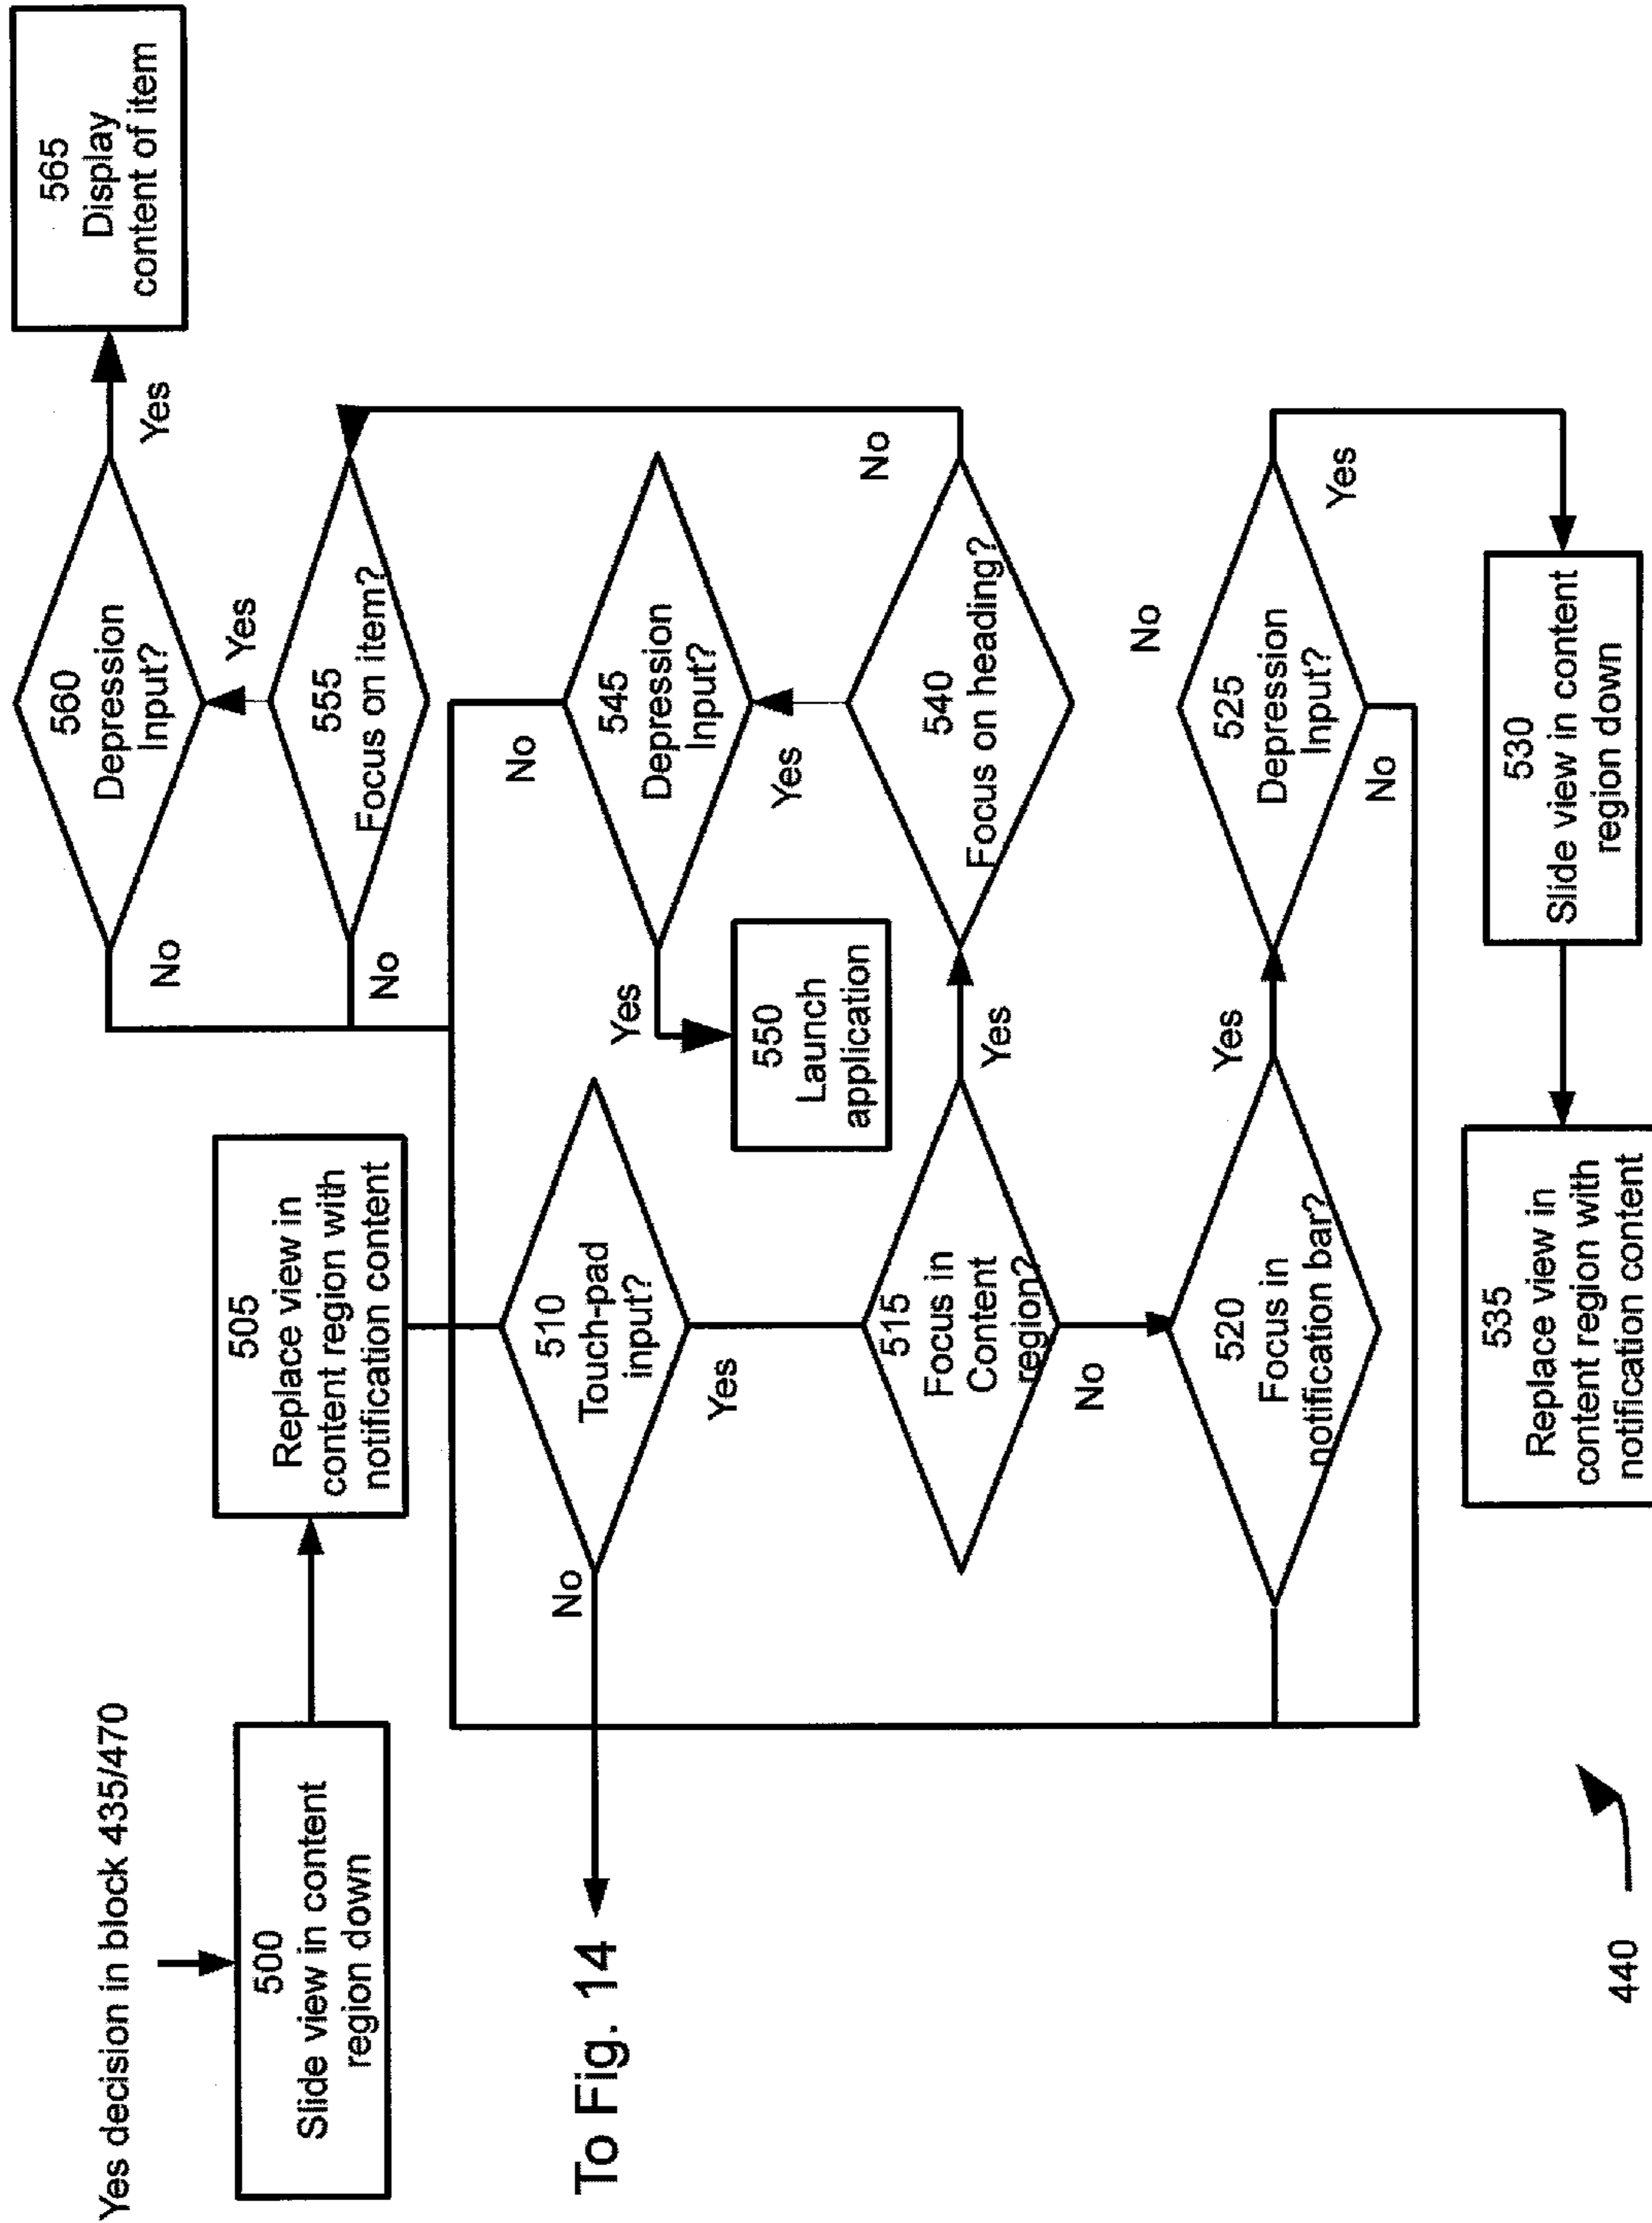 Yes decision in block 435/470
500
Slide view in content
region down
505
Replace view in
content region with
notification content
510
Touch-pad
input?
No
To Fig. 14
Yes
515
Focus in
Content
region?
No
Yes
520
Focus in
notification bar?
Yes
525
Depression
Input?
No
No
Yes
530
Slide view in content
region down
535
Replace view in
content region with
notification content
540
Focus on heading?
Yes
No
545
Depression
Input?
No
Yes
550
Launch
application
555
Focus on item?
No
Yes
560
Depression
Input?
No
Yes
565
Display
content of item
440